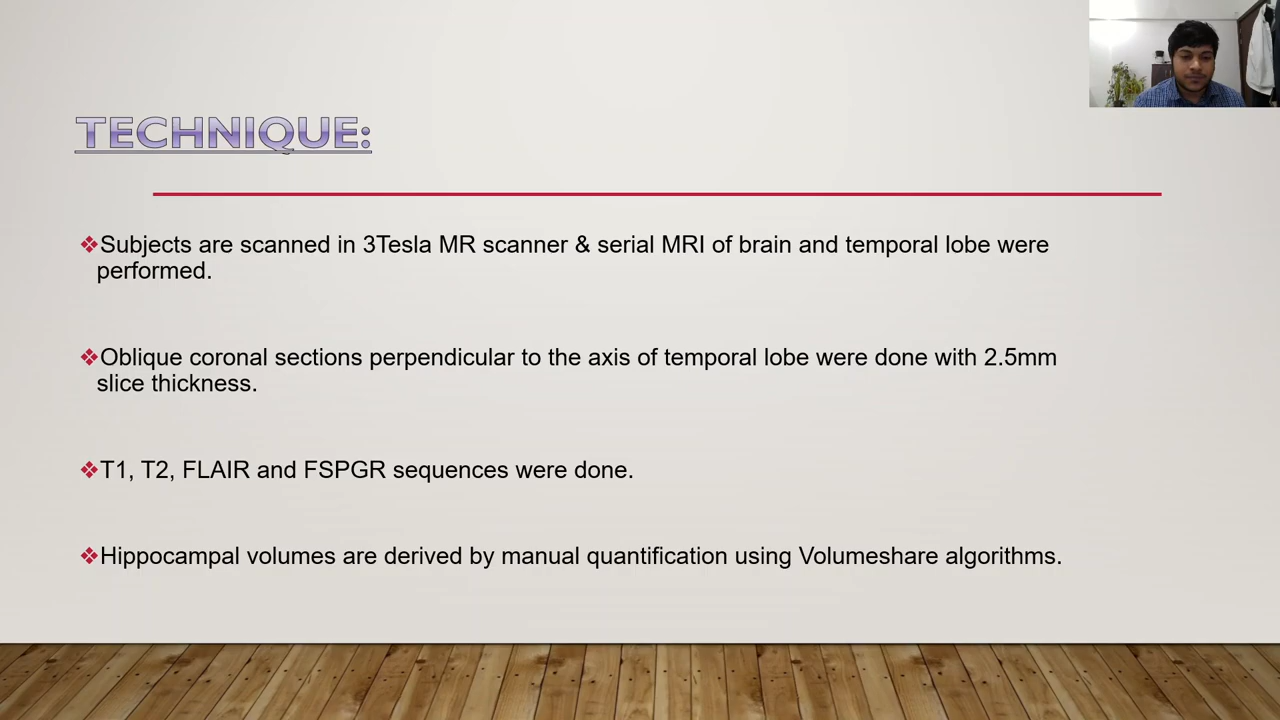 TECHNIQUE:
❖Subjects are scanned in 3Tesla MR scanner & serial MRI of brain and temporal lobe were
performed.
❖Oblique coronal sections perpendicular to the axis of temporal lobe were done with 2.5mm
slice thickness.
❖T1, T2, FLAIR and FSPGR sequences were done.
❖Hippocampal volumes are derived by manual quantification using Volumeshare algorithms.